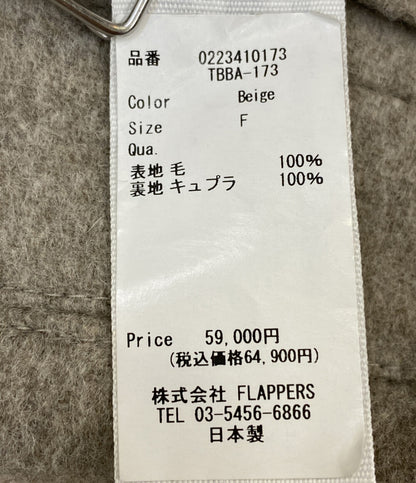 品番 0223410173
TBBA-173
Color Beige
Size F
Qua.
表地 毛 100%
裏地 キュプラ 100%
Price 59,000円
(税込価格64,900円)
株式会社 FLAPPERS
TEL 03-5456-6866
日本製